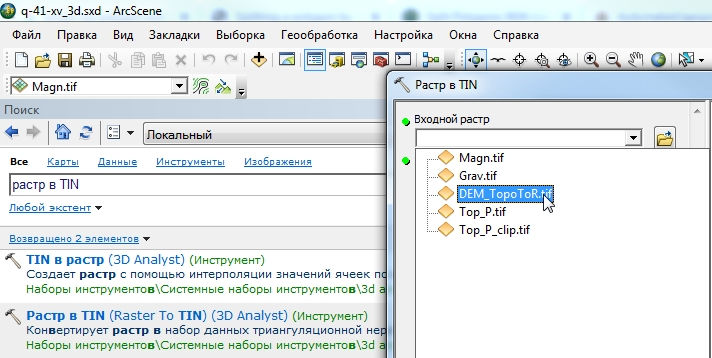 q-41-xv_3d.sxd - ArcScene
Файл Правка Вид Закладки Выборка Геообработка Настройка Окна Справка
Magn.tif
Растр в TIN
Поиск
Входной растр
Локальный
Все Карты Данные Инструменты Изображения
Magn.tif
Grav.tif
растр в TIN
DEM_TopoToR.tif
Любой экстент
Top_P.tif
Top_P_clip.tif
Возвращено 2 элементов
TIN в растр (3D Analyst) (Инструмент)
Создает растр с помощью интерполяции значений ячеек по
Наборы инструментов\Системные наборы инструментов\3d a
Растр в TIN (Raster To TIN) (3D Analyst) (Инструмент)
Конвертирует растр в набор данных триангуляционной нер
Наборы инструментов\Системные наборы инструментов\3d a